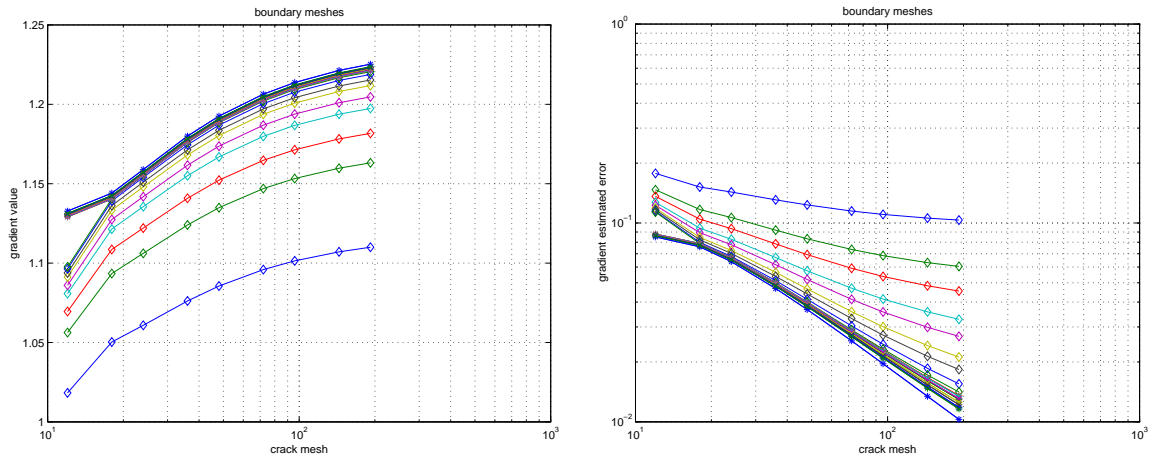 boundary meshes
1.25
1.2
1.15
1.1
1.05
1
gradient value
10^1
10^2
10^3
crack mesh
boundary meshes
10^0
10^-1
10^-2
gradient estimated error
10^1
10^2
10^3
crack mesh